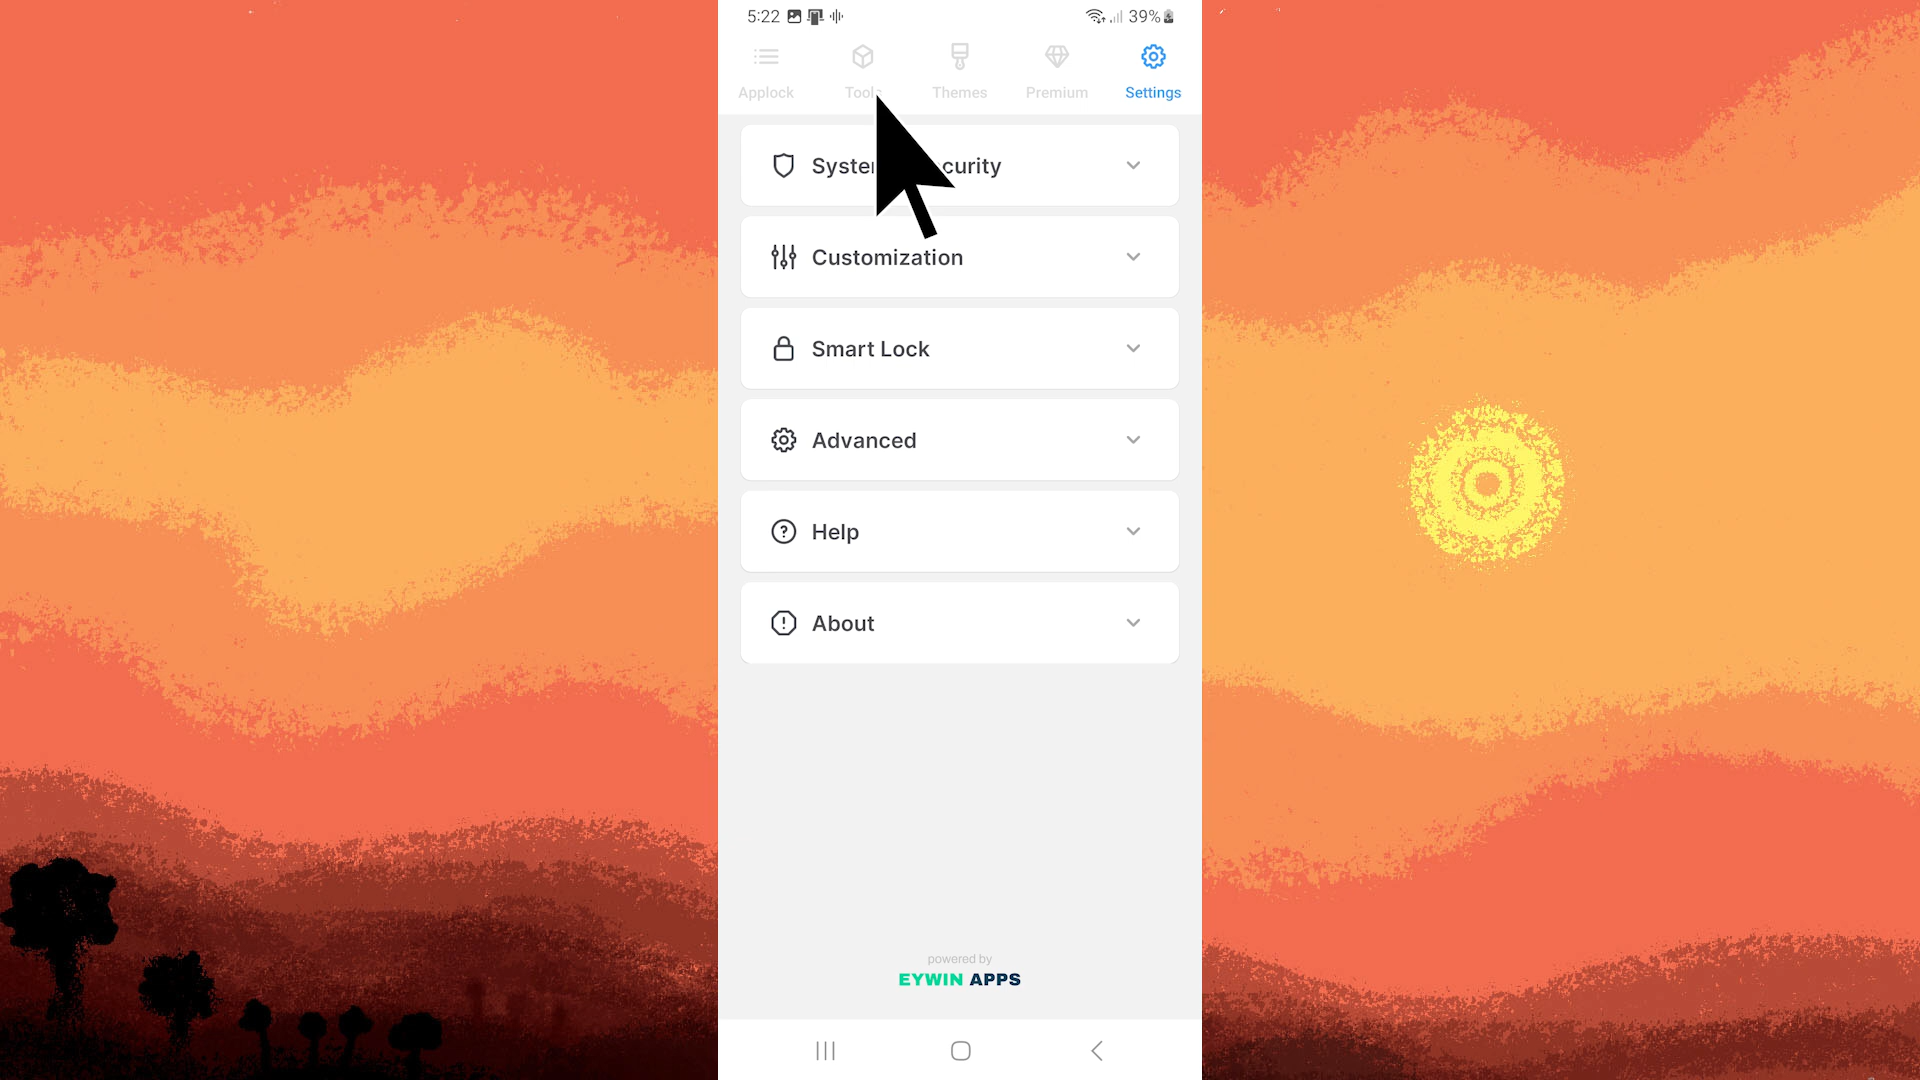 5:22 39%
Applock Themes Premium Settings
Customization
Smart Lock
Advanced
Help
About
powered by
EYWIN APPS